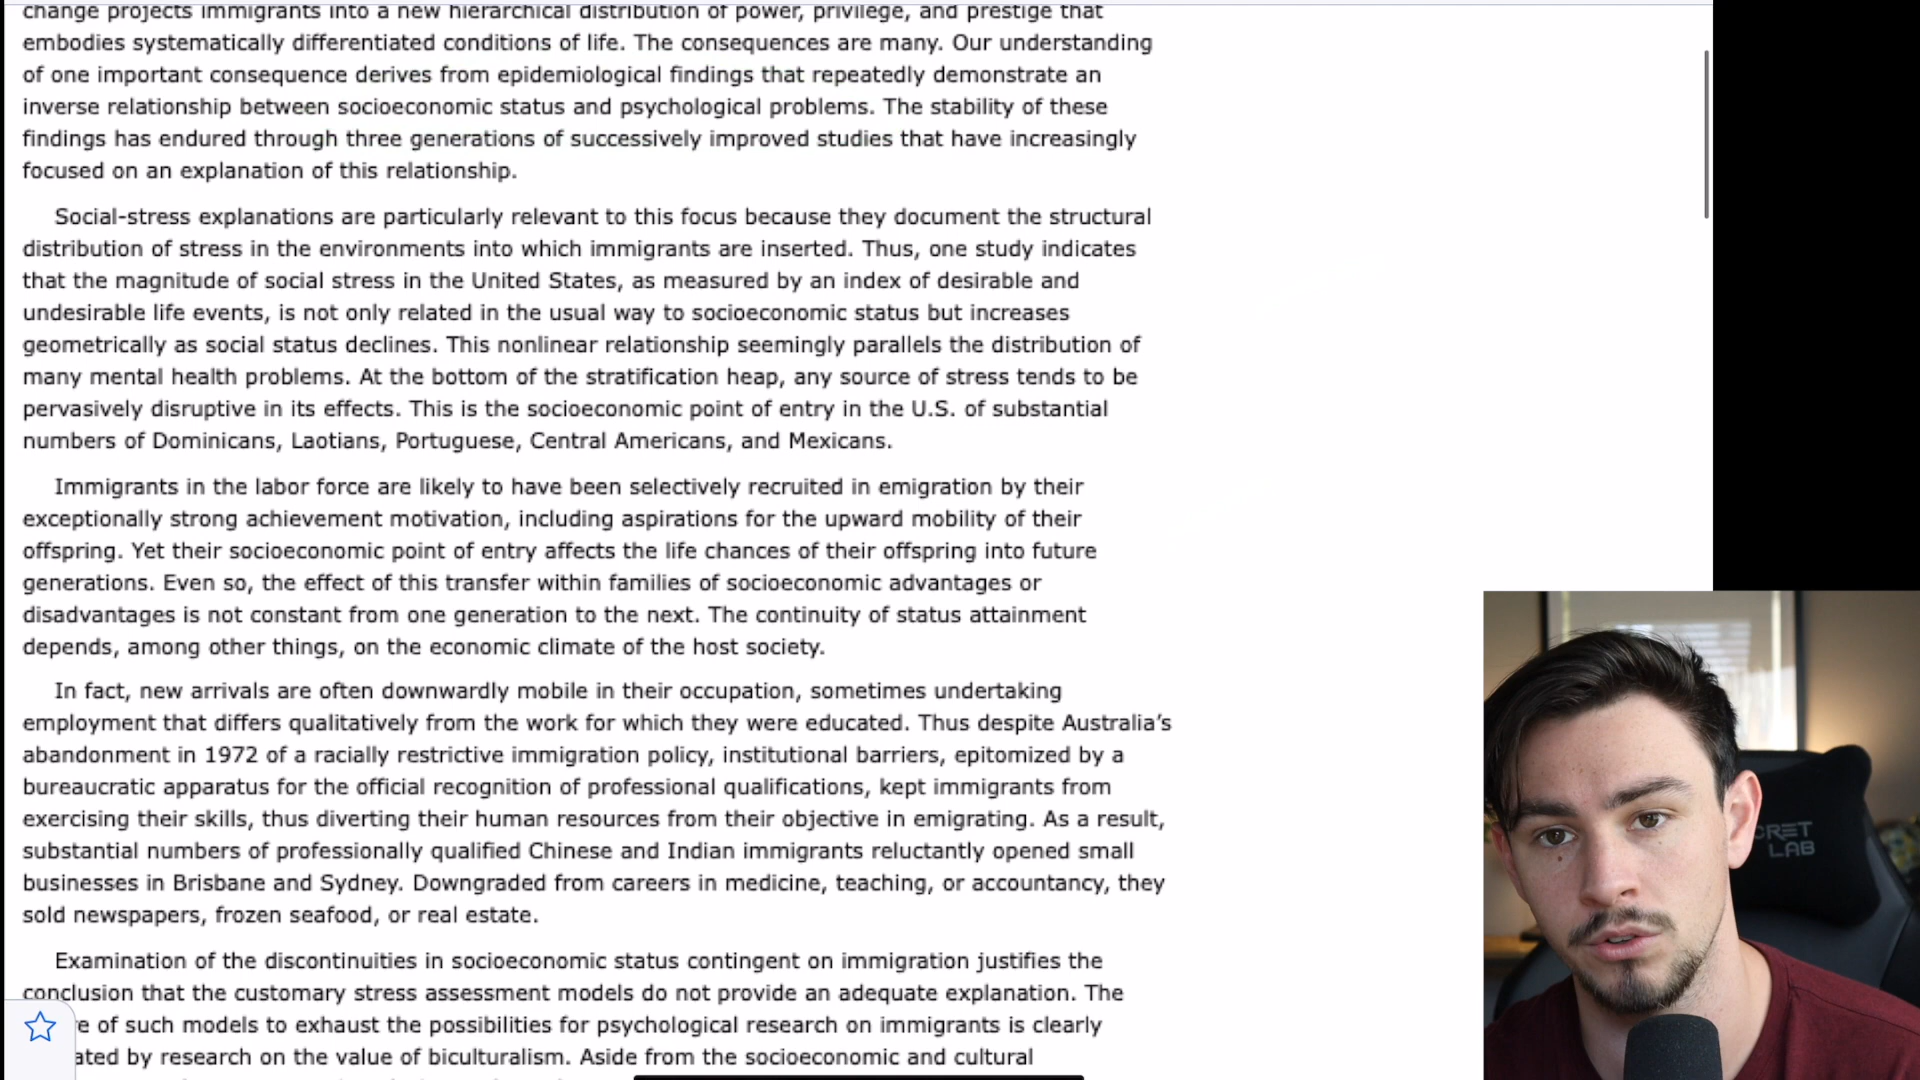 change projects immigrants into a new hierarchical distribution of power, privilege, and prestige that
embodies systematically differentiated conditions of life. The consequences are many. Our understanding
of one important consequence derives from epidemiological findings that repeatedly demonstrate an
inverse relationship between socioeconomic status and psychological problems. The stability of these
findings has endured through three generations of successively improved studies that have increasingly
focused on an explanation of this relationship.
Social-stress explanations are particularly relevant to this focus because they document the structural
distribution of stress in the environments into which immigrants are inserted. Thus, one study indicates
that the magnitude of social stress in the United States, as measured by an index of desirable and
undesirable life events, is not only related in the usual way to socioeconomic status but increases
geometrically as social status declines. This nonlinear relationship seemingly parallels the distribution of
many mental health problems. At the bottom of the stratification heap, any source of stress tends to be
pervasively disruptive in its effects. This is the socioeconomic point of entry in the U.S. of substantial
numbers of Dominicans, Laotians, Portuguese, Central Americans, and Mexicans.
Immigrants in the labor force are likely to have been selectively recruited in emigration by their
exceptionally strong achievement motivation, including aspirations for the upward mobility of their
offspring. Yet their socioeconomic point of entry affects the life chances of their offspring into future
generations. Even so, the effect of this transfer within families of socioeconomic advantages or
disadvantages is not constant from one generation to the next. The continuity of status attainment
depends, among other things, on the economic climate of the host society.
In fact, new arrivals are often downwardly mobile in their occupation, sometimes undertaking
employment that differs qualitatively from the work for which they were educated. Thus despite Australia’s
abandonment in 1972 of a racially restrictive immigration policy, institutional barriers, epitomized by a
bureaucratic apparatus for the official recognition of professional qualifications, kept immigrants from
exercising their skills, thus diverting their human resources from their objective in emigrating. As a result,
substantial numbers of professionally qualified Chinese and Indian immigrants reluctantly opened small
businesses in Brisbane and Sydney. Downgraded from careers in medicine, teaching, or accountancy, they
sold newspapers, frozen seafood, or real estate.
Examination of the discontinuities in socioeconomic status contingent on immigration justifies the
conclusion that the customary stress assessment models do not provide an adequate explanation. The
e of such models to exhaust the possibilities for psychological research on immigrants is clearly
ated by research on the value of biculturalism. Aside from the socioeconomic and cultural
CRET
LAB